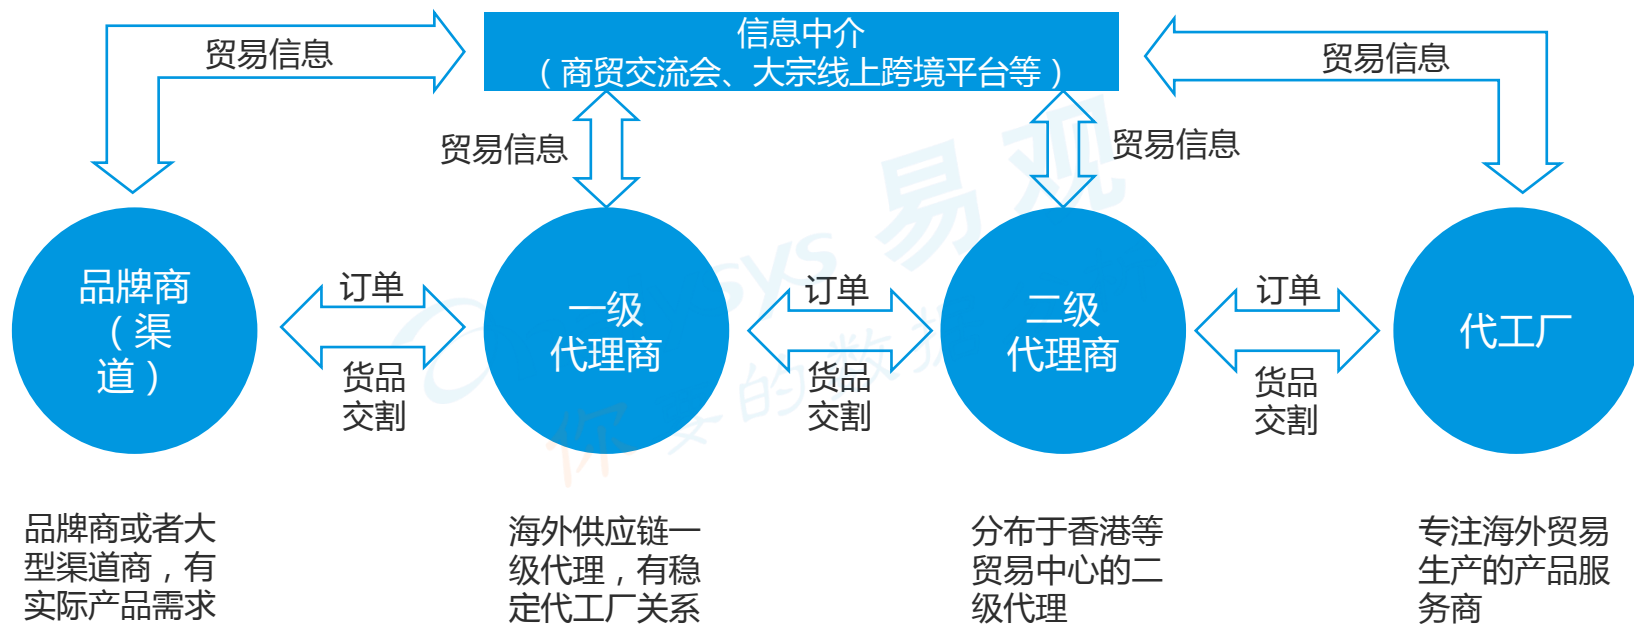 信息中介
（商贸交流会、大宗线上跨境平台等）
贸易信息
贸易信息
贸易信息
贸易信息
品牌商
（渠
道）
订单
货品
交割
一级
代理商
订单
货品
交割
二级
代理商
订单
货品
交割
代工厂
品牌商或者大
型渠道商，有
实际产品需求
海外供应链一
级代理，有稳
定代工厂关系
分布于香港等
贸易中心的二
级代理
专注海外贸易
生产的产品服
务商
易观
你要的数据